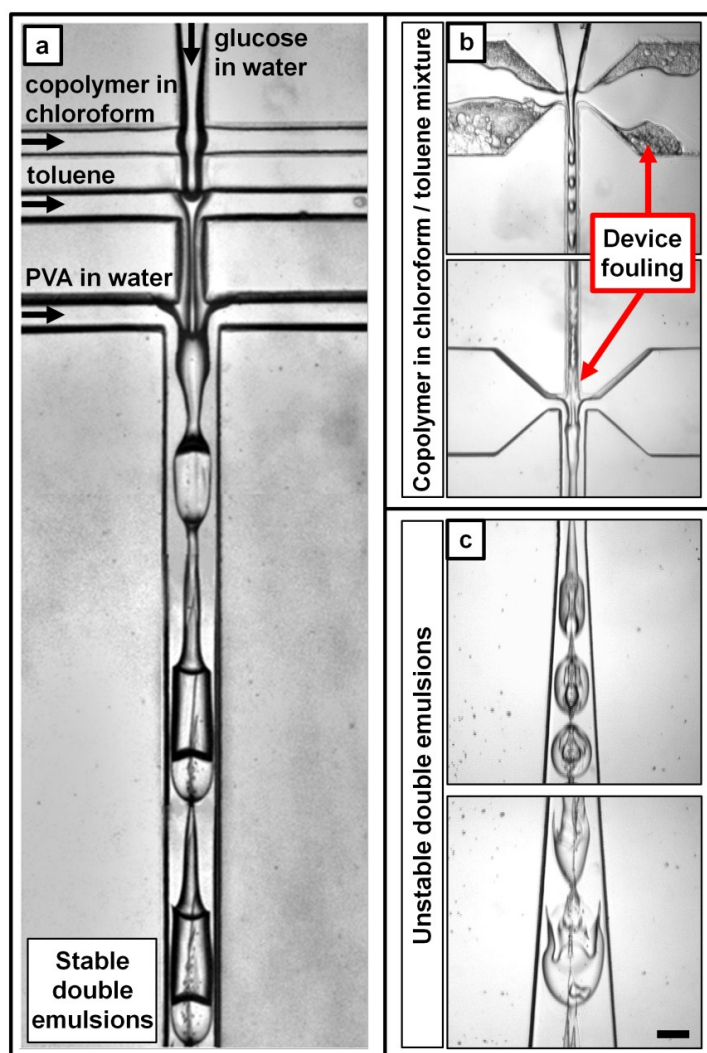 a
glucose
in water
copolymer in
chloroform
toluene
PVA in water
Stable
double
emulsions
b
Copolymer in chloroform / toluene mixture
Device
fouling
c
Unstable double emulsions